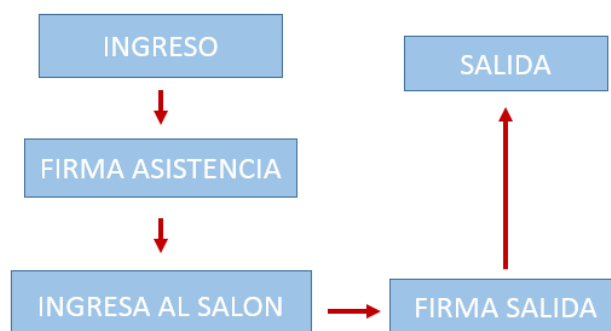 INGRESO
FIRMA ASISTENCIA
INGRESA AL SALON
FIRMA SALIDA
SALIDA